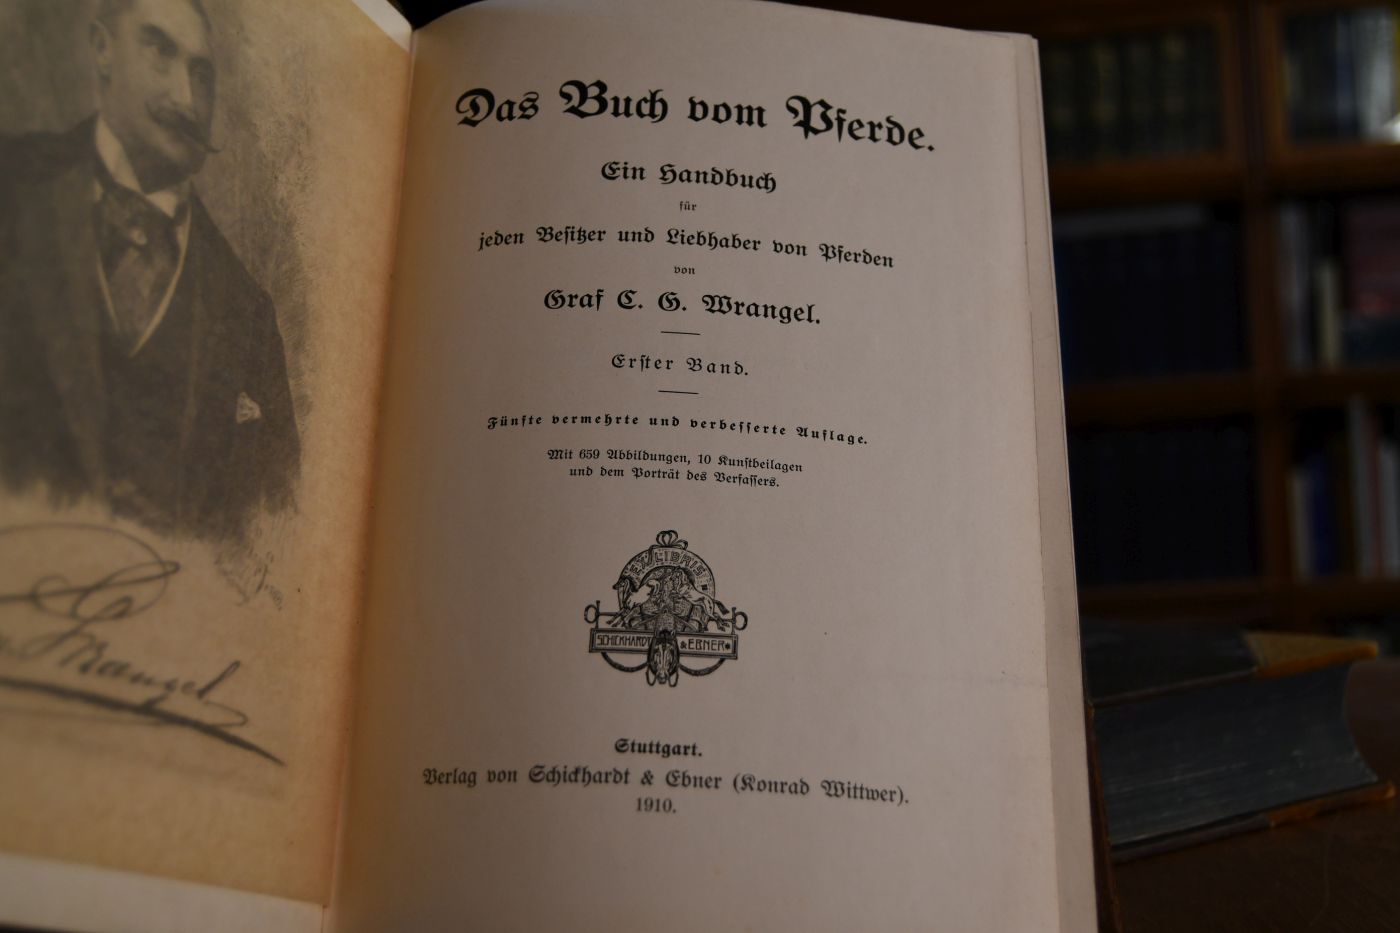 Das Buch vom Pferde.
Ein Handbuch
für
jeden Besitzer und Liebhaber von Pferden
von
Graf C. G. Wrangel.
Erster Band.
Fünfte vermehrte und verbesserte Auflage.
Mit 659 Abbildungen, 10 Kunstbeilagen
und dem Porträt des Verfassers.
EX LIBRIS
SCHICKHARDT & EBNER
Stuttgart.
Verlag von Schickhardt & Ebner (Konrad Wittwer).
1910.
Wrangel